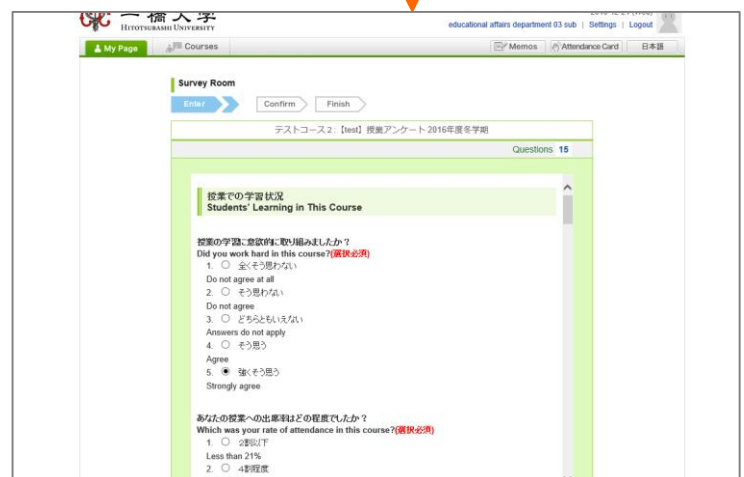 一橋大学
HITOTSUBASHI UNIVERSITY
educational affairs department 03 sub | Settings | Logout
My Page
Courses
Memos
Attendance Card
日本語
Survey Room
Enter
Confirm
Finish
テストコース2:【test】授業アンケート 2016年度冬学期
Questions 15
授業での学習状況
Students' Learning in This Course
授業の学習に意欲的に取り組みましたか？
Did you work hard in this course?(選択必須)
1. 全くそう思わない
Do not agree at all
2. そう思わない
Do not agree
3. どちらともいえない
Answers do not apply
4. そう思う
Agree
5. 強くそう思う
Strongly agree
あなたの授業への出席率はどの程度でしたか？
Which was your rate of attendance in this course?(選択必須)
1. 2割以下
Less than 21%
2. 4割程度